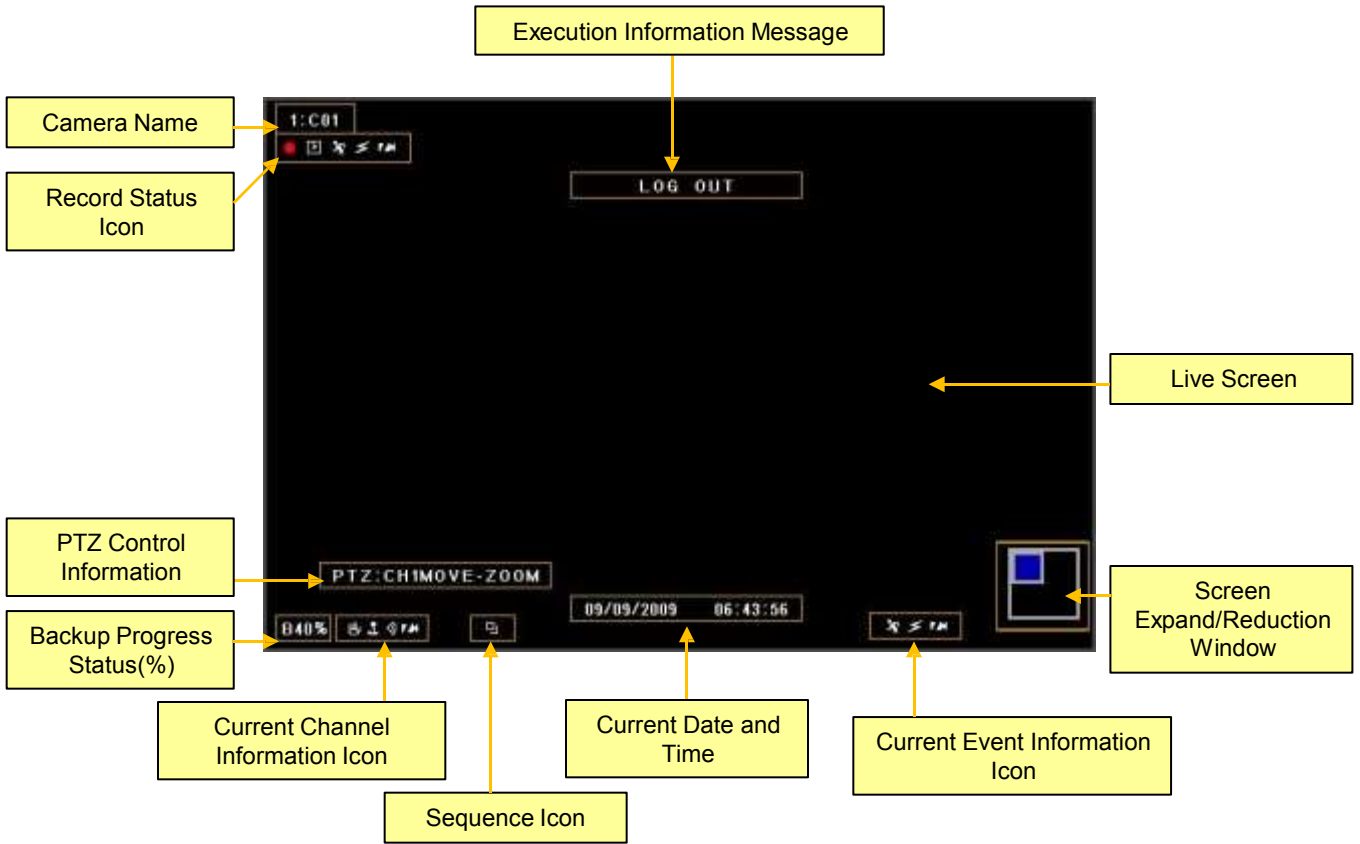 Execution Information Message
Camera Name
1:C01
Record Status
Icon
LOG OUT
Live Screen
PTZ Control
Information
PTZ:CH1MOVE-ZOOM
Screen
Expand/Reduction
Window
09/09/2009 06:43:56
Backup Progress
Status(%)
B40%
Current Channel
Information Icon
Current Date and
Time
Current Event Information
Icon
Sequence Icon